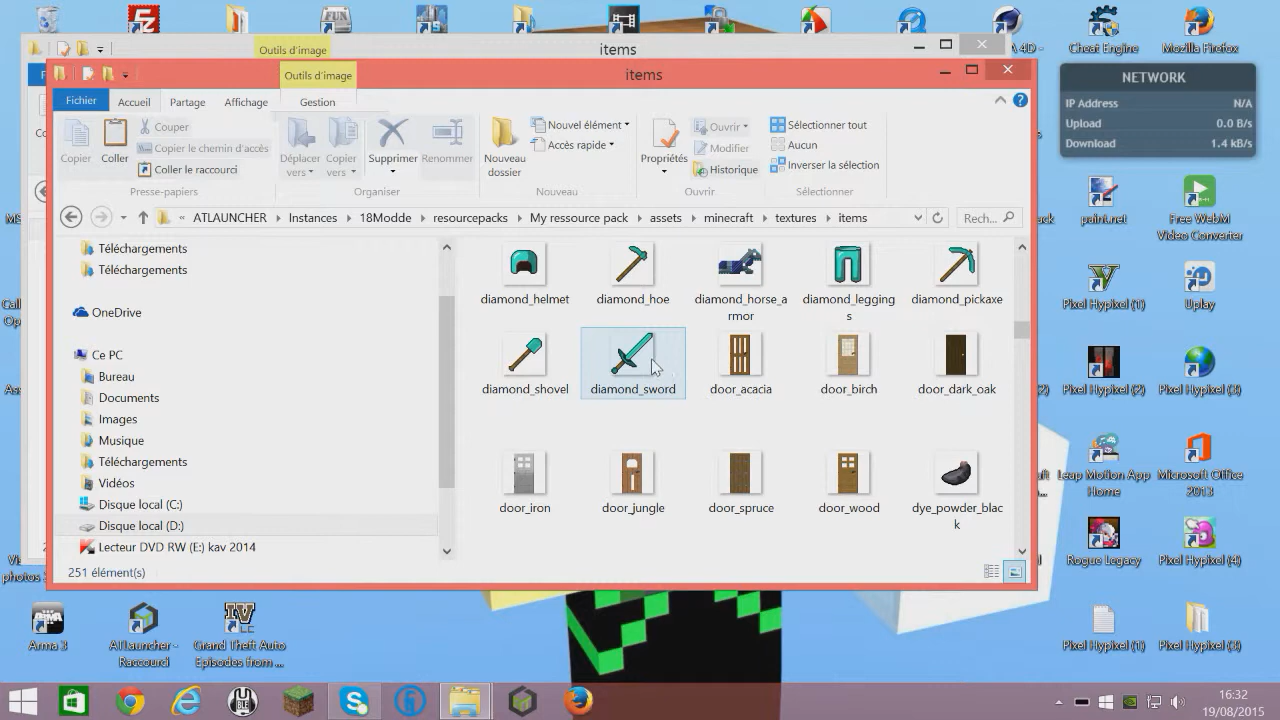 Outils d'image
items
Outils d'image
items
Fichier
Accueil
Partage
Affichage
Gestion
Copier
Coller
Couper
Copier le chemin d'accès
Coller le raccourci
Presse-papiers
Déplacer
vers
Copier
vers
Supprimer
Renommer
Organiser
Nouveau
dossier
Nouvel élément
Accès rapide
Nouveau
Propriétés
Ouvrir
Modifier
Historique
Ouvrir
Sélectionner tout
Aucun
Inverser la sélection
Sélectionner
« ATLAUNCHER
Instances
18Modde
resourcepacks
My ressource pack
assets
minecraft
textures
items
Rech...
Téléchargements
Téléchargements
OneDrive
Ce PC
Bureau
Documents
Images
Musique
Téléchargements
Vidéos
Disque local (C:)
Disque local (D:)
Lecteur DVD RW (E:) kav 2014
diamond_helmet
diamond_hoe
diamond_horse_a
rmor
diamond_legging
s
diamond_pickaxe
diamond_shovel
diamond_sword
door_acacia
door_birch
door_dark_oak
door_iron
door_jungle
door_spruce
door_wood
dye_powder_blac
k
251 élément(s)
Cheat Engine
Mozilla Firefox
NETWORK
IP Address N/A
Upload 0.0 B/s
Download 1.4 kB/s
paint.net
Free WebM
Video Converter
Pixel Hypixel (1)
Uplay
Pixel Hypixel (2)
Pixel Hypixel (3)
Leap Motion App
Home
Microsoft Office
2013
Rogue Legacy
Pixel Hypixel (4)
Pixel Hypixel (1)
Pixel Hypixel (3)
Arma 3
ATLauncher -
Raccourci
Grand Theft Auto
Episodes from ...
16:32
19/08/2015